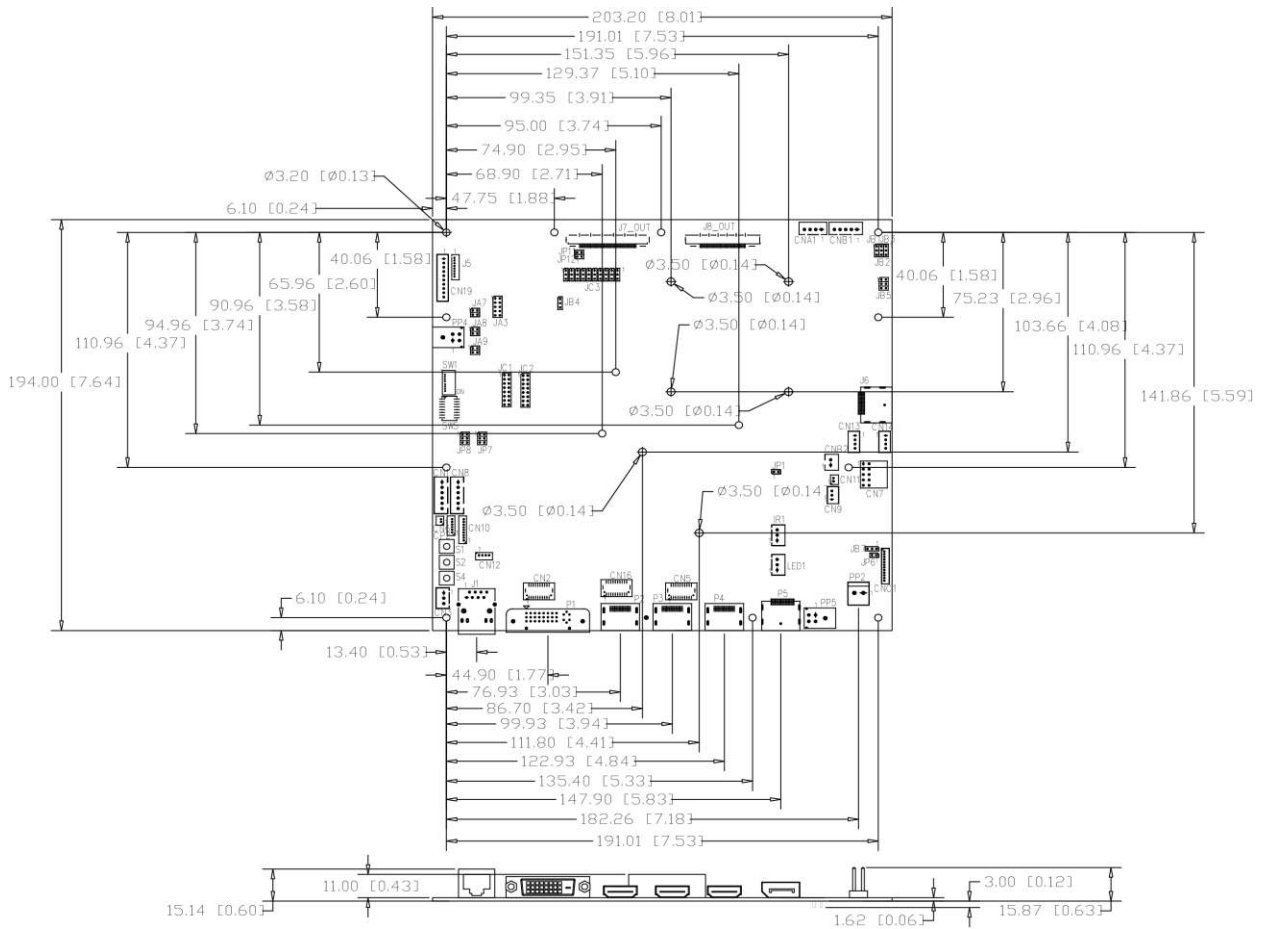 203.20 [8.01]
191.01 [7.53]
151.35 [5.96]
129.37 [5.10]
99.35 [3.91]
95.00 [3.74]
74.90 [2.95]
68.90 [2.71]
ø3.20 [ø0.13]
47.75 [1.88]
6.10 [0.24]
J7_OUT
J8_OUT
CNA1
CNB1
JB3
JB2
JB5
JP12
J5
CN19
JC3
JB4
ø3.50 [ø0.14]
ø3.50 [ø0.14]
ø3.50 [ø0.14]
ø3.50 [ø0.14]
40.06 [1.58]
65.96 [2.60]
90.96 [3.58]
94.96 [3.74]
110.96 [4.37]
194.00 [7.64]
40.06 [1.58]
75.23 [2.96]
103.66 [4.08]
110.96 [4.37]
141.86 [5.59]
JA7
JA8
JA3
PP4
JA9
SW1
ON
SW3
JC1
JC2
J6
JP8
JP7
CN13
CN14
CN8
JP1
CN11
CN7
CN9
ø3.50 [ø0.14]
ø3.50 [ø0.14]
CN10
IR1
S1
S2
S4
CN12
JB7
JP6
LED1
CN2
CN16
CN5
PP2
J1
P1
P2
P3
P4
P5
PP5
6.10 [0.24]
13.40 [0.53]
44.90 [1.77]
76.93 [3.03]
86.70 [3.42]
99.93 [3.94]
111.80 [4.41]
122.93 [4.84]
135.40 [5.33]
147.90 [5.83]
182.26 [7.18]
191.01 [7.53]
11.00 [0.43]
15.14 [0.60]
3.00 [0.12]
15.87 [0.63]
1.62 [0.06]